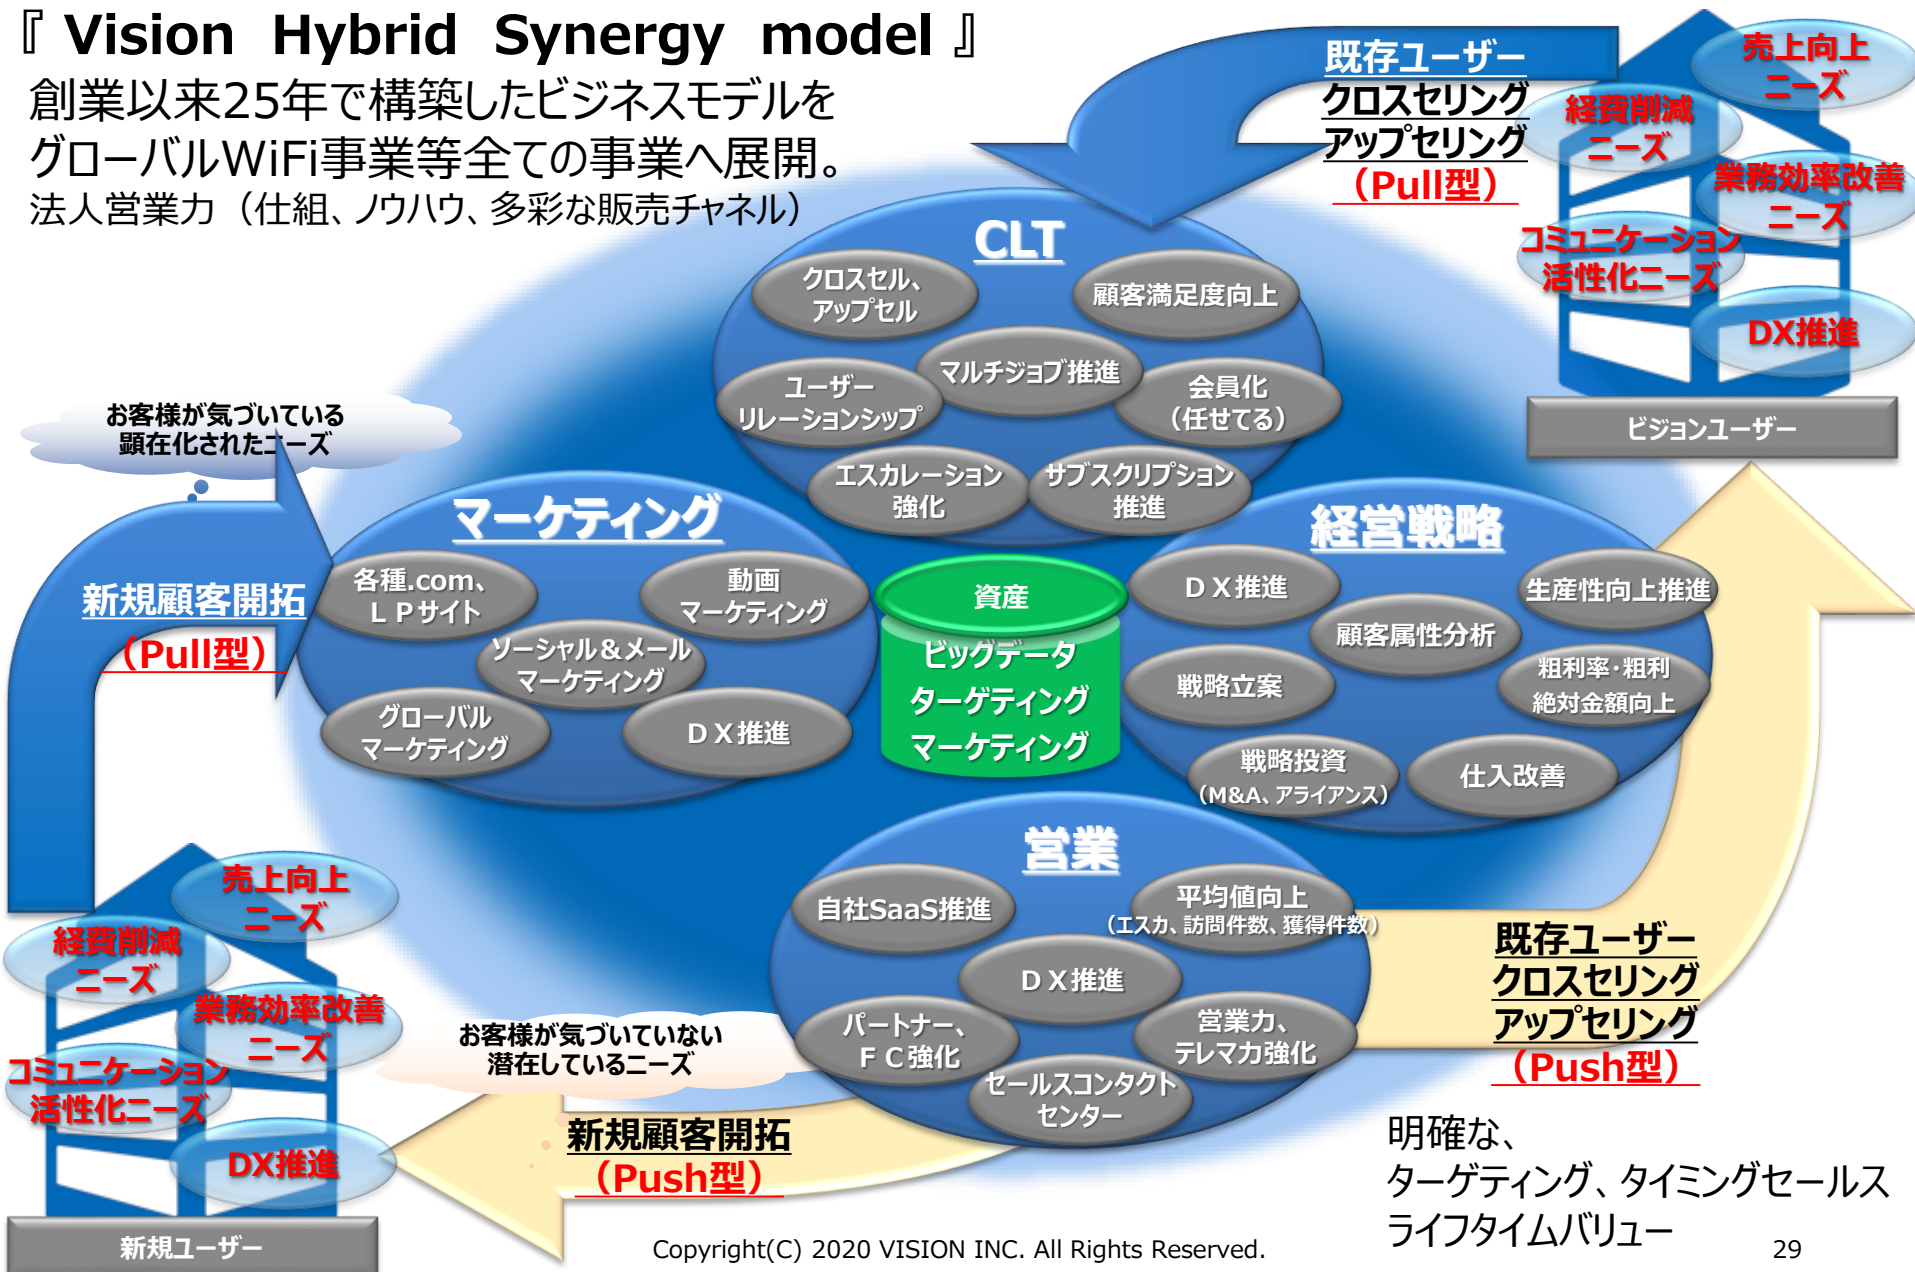 『 Vision Hybrid Synergy model 』
創業以来25年で構築したビジネスモデルを
グローバルWiFi事業等全ての事業へ展開。
法人営業力（仕組、ノウハウ、多彩な販売チャネル）
既存ユーザー
クロスセリング
アップセリング
（Pull型）
売上向上
ニーズ
経費削減
ニーズ
業務効率改善
ニーズ
コミュニケーション
活性化ニーズ
DX推進
ビジョンユーザー
CLT
クロスセル、
アップセル
顧客満足度向上
マルチジョブ推進
ユーザー
リレーションシップ
会員化
（任せてる）
エスカレーション
強化
サブスクリプション
推進
お客様が気づいている
顕在化されたニーズ
新規顧客開拓
（Pull型）
マーケティング
各種.com、
ＬＰサイト
動画
マーケティング
ソーシャル＆メール
マーケティング
グローバル
マーケティング
ＤＸ推進
資産
ビッグデータ
ターゲティング
マーケティング
経営戦略
ＤＸ推進
生産性向上推進
顧客属性分析
戦略立案
粗利率・粗利
絶対金額向上
戦略投資
（M&A、アライアンス）
仕入改善
営業
自社SaaS推進
平均値向上
（エスカ、訪問件数、獲得件数）
ＤＸ推進
パートナー、
ＦＣ強化
営業力、
テレマ力強化
セールスコンタクト
センター
既存ユーザー
クロスセリング
アップセリング
（Push型）
売上向上
ニーズ
経費削減
ニーズ
業務効率改善
ニーズ
コミュニケーション
活性化ニーズ
DX推進
新規ユーザー
お客様が気づいていない
潜在しているニーズ
新規顧客開拓
（Push型）
明確な、
ターゲティング、タイミングセールス
ライフタイムバリュー
Copyright(C) 2020 VISION INC. All Rights Reserved.
29